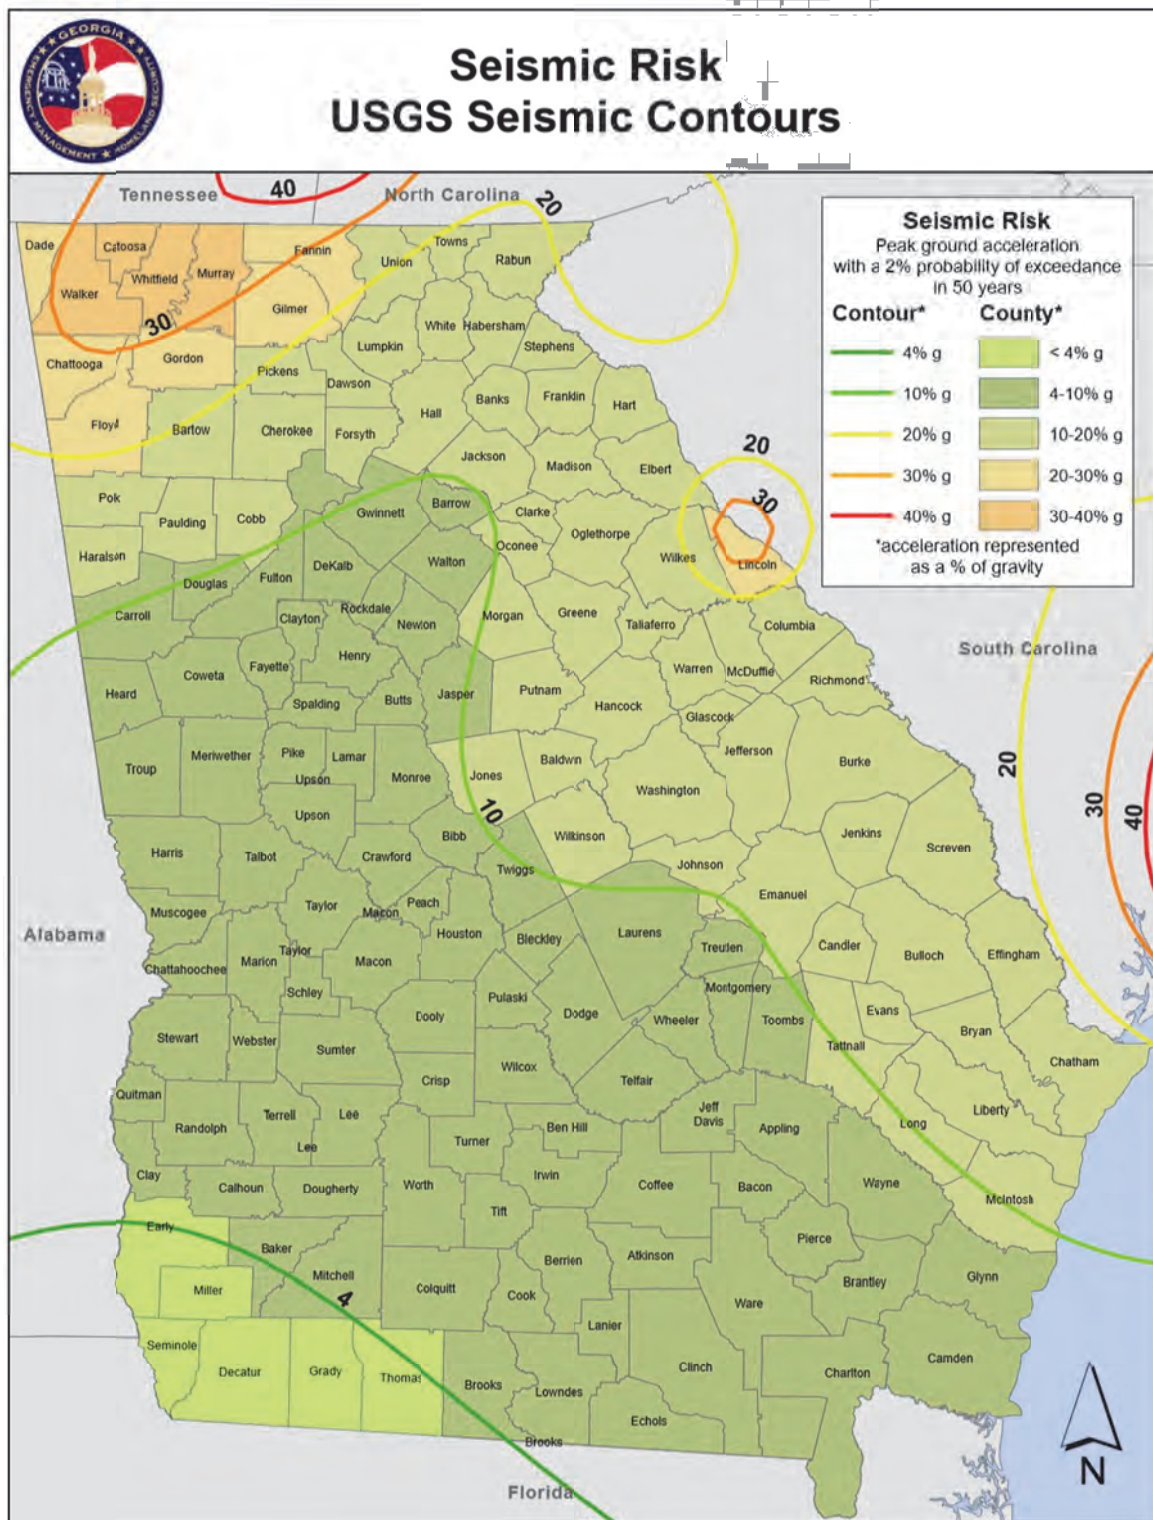 GEORGIA
EMERGENCY MANAGEMENT ★ HOMELAND SECURITY
Seismic Risk
USGS Seismic Contours
Tennessee
40
North Carolina
20
Seismic Risk
Peak ground acceleration
with a 2% probability of exceedance
in 50 years
Contour* County*
4% g < 4% g
10% g 4-10% g
20% g 10-20% g
30% g 20-30% g
40% g 30-40% g
*acceleration represented
as a % of gravity
Dade
Catoosa
Whitfield
Murray
Fannin
Union
Towns
Rabun
Walker
30
Gilmer
White
Habersham
Stephens
Lumpkin
Chattooga
Gordon
Pickens
Dawson
Banks
Franklin
Hart
Hall
Floyd
Bartow
Cherokee
Forsyth
Jackson
Madison
Elbert
20
30
Pok
Paulding
Cobb
Gwinnett
Barrow
Clarke
Oconee
Oglethorpe
Wilkes
Lincoln
Haralson
Douglas
Fulton
DeKalb
Walton
Carroll
Clayton
Rockdale
Newton
Morgan
Greene
Taliaferro
Columbia
South Carolina
Heard
Coweta
Fayette
Henry
Spalding
Butts
Jasper
Putnam
Hancock
Warren
McDuffie
Richmond
Glascock
Jefferson
Burke
Troup
Meriwether
Pike
Lamar
Upson
Upson
Monroe
Jones
10
Baldwin
Washington
20
30
40
Wilkinson
Jenkins
Screven
Harris
Talbot
Crawford
Bibb
Twiggs
Johnson
Emanuel
Muscogee
Taylor
Macon
Peach
Houston
Bleckley
Laurens
Treutlen
Candler
Bulloch
Effingham
Alabama
Chattahoochee
Marion
Taylor
Macon
Schley
Pulaski
Dodge
Montgomery
Wheeler
Toombs
Evans
Bryan
Chatham
Stewart
Webster
Sumter
Dooly
Wilcox
Telfair
Tattnall
Liberty
Quitman
Randolph
Terrell
Lee
Lee
Crisp
Turner
Ben Hill
Jeff
Davis
Appling
Long
Clay
Calhoun
Dougherty
Worth
Irwin
Coffee
Bacon
Wayne
McIntosh
Tift
Early
Baker
Mitchell
4
Miller
Colquitt
Cook
Berrien
Atkinson
Pierce
Brantley
Glynn
Lanier
Ware
Seminole
Decatur
Grady
Thomas
Brooks
Lowndes
Clinch
Charlton
Camden
Echols
Brooks
Florida
N